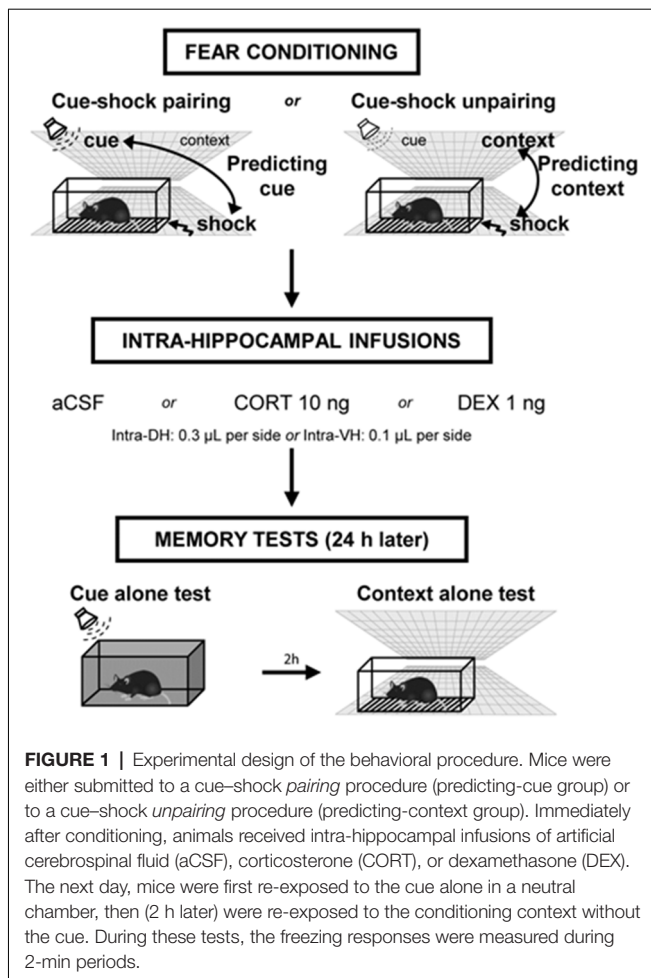 FEAR CONDITIONING
Cue-shock pairing or Cue-shock unpairing
cue context
Predicting
cue
shock
cue context
Predicting
context
shock
INTRA-HIPPOCAMPAL INFUSIONS
aCSF or CORT 10 ng or DEX 1 ng
Intra-DH: 0.3 µL per side or Intra-VH: 0.1 µL per side
MEMORY TESTS (24 h later)
Cue alone test
2h
Context alone test
FIGURE 1 | Experimental design of the behavioral procedure. Mice were
either submitted to a cue–shock pairing procedure (predicting-cue group) or
to a cue–shock unpairing procedure (predicting-context group). Immediately
after conditioning, animals received intra-hippocampal infusions of artificial
cerebrospinal fluid (aCSF), corticosterone (CORT), or dexamethasone (DEX).
The next day, mice were first re-exposed to the cue alone in a neutral
chamber, then (2 h later) were re-exposed to the conditioning context without
the cue. During these tests, the freezing responses were measured during
2-min periods.